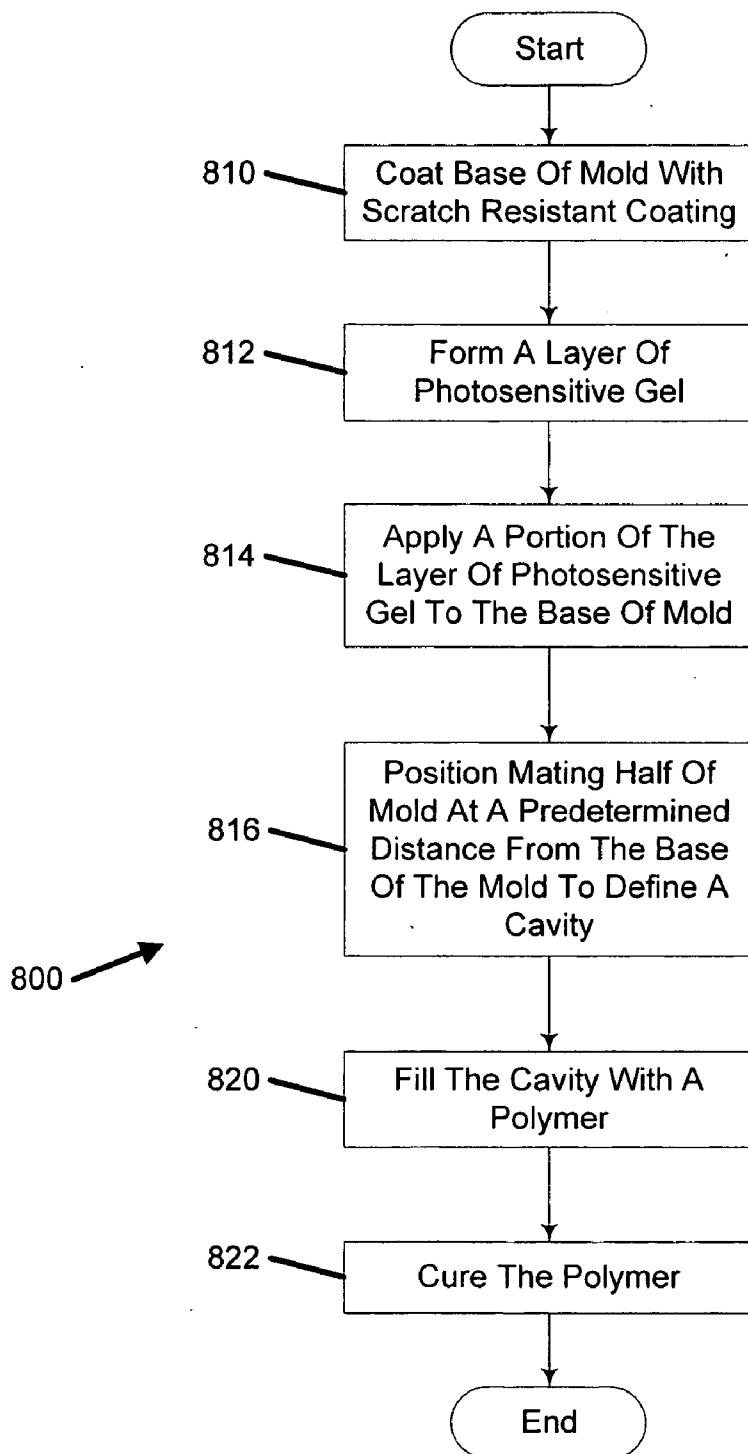 Start
810
Coat Base Of Mold With
Scratch Resistant Coating
812
Form A Layer Of
Photosensitive Gel
814
Apply A Portion Of The
Layer Of Photosensitive
Gel To The Base Of Mold
816
Position Mating Half Of
Mold At A Predetermined
Distance From The Base
Of The Mold To Define A
Cavity
800
820
Fill The Cavity With A
Polymer
822
Cure The Polymer
End